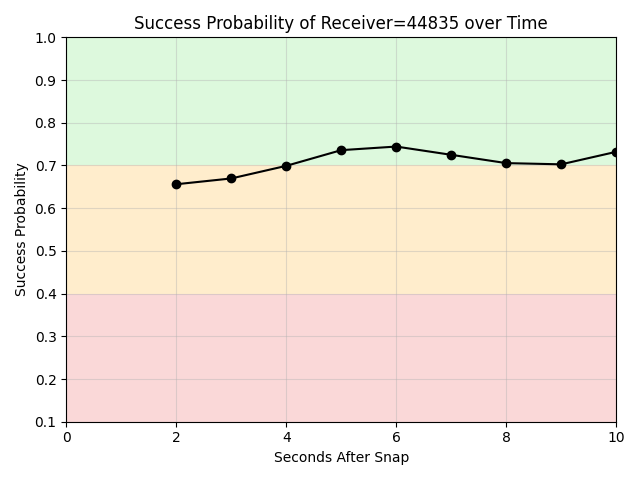 Success Probability of Receiver=44835 over Time
1.0
0.9
0.8
0.7
0.6
0.5
0.4
0.3
0.2
0.1
Success Probability
0 2 4 6 8 10
Seconds After Snap